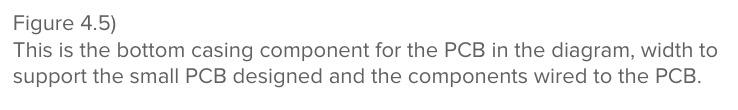 Figure 4.5)
This is the bottom casing component for the PCB in the diagram, width to
support the small PCB designed and the components wired to the PCB.